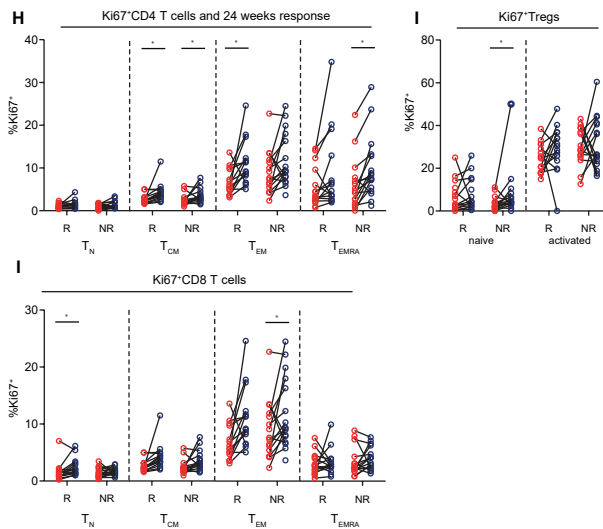 H
Ki67⁺CD4 T cells and 24 weeks response
%Ki67⁺
40
30
20
10
0
* * * *
R NR R NR R NR R NR
T_N T_CM T_EM T_EMRA
I
Ki67⁺Tregs
80
60
40
20
0
*
R NR R NR
naive activated
I
Ki67⁺CD8 T cells
%Ki67⁺
30
20
10
0
* *
R NR R NR R NR R NR
T_N T_CM T_EM T_EMRA